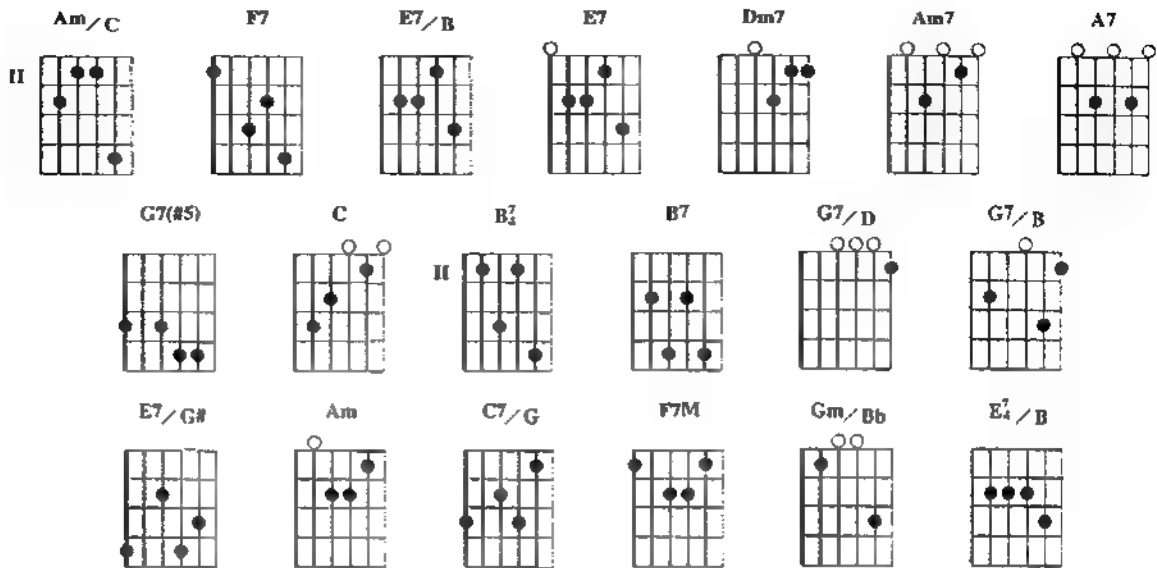 Am/C F7 E7/B E7 Dm7 Am7 A7
II
G7(#5) C B7/4 B7 G7/D G7/B
II
E7/G# Am C7/G F7M Gm/Bb E7/4/B